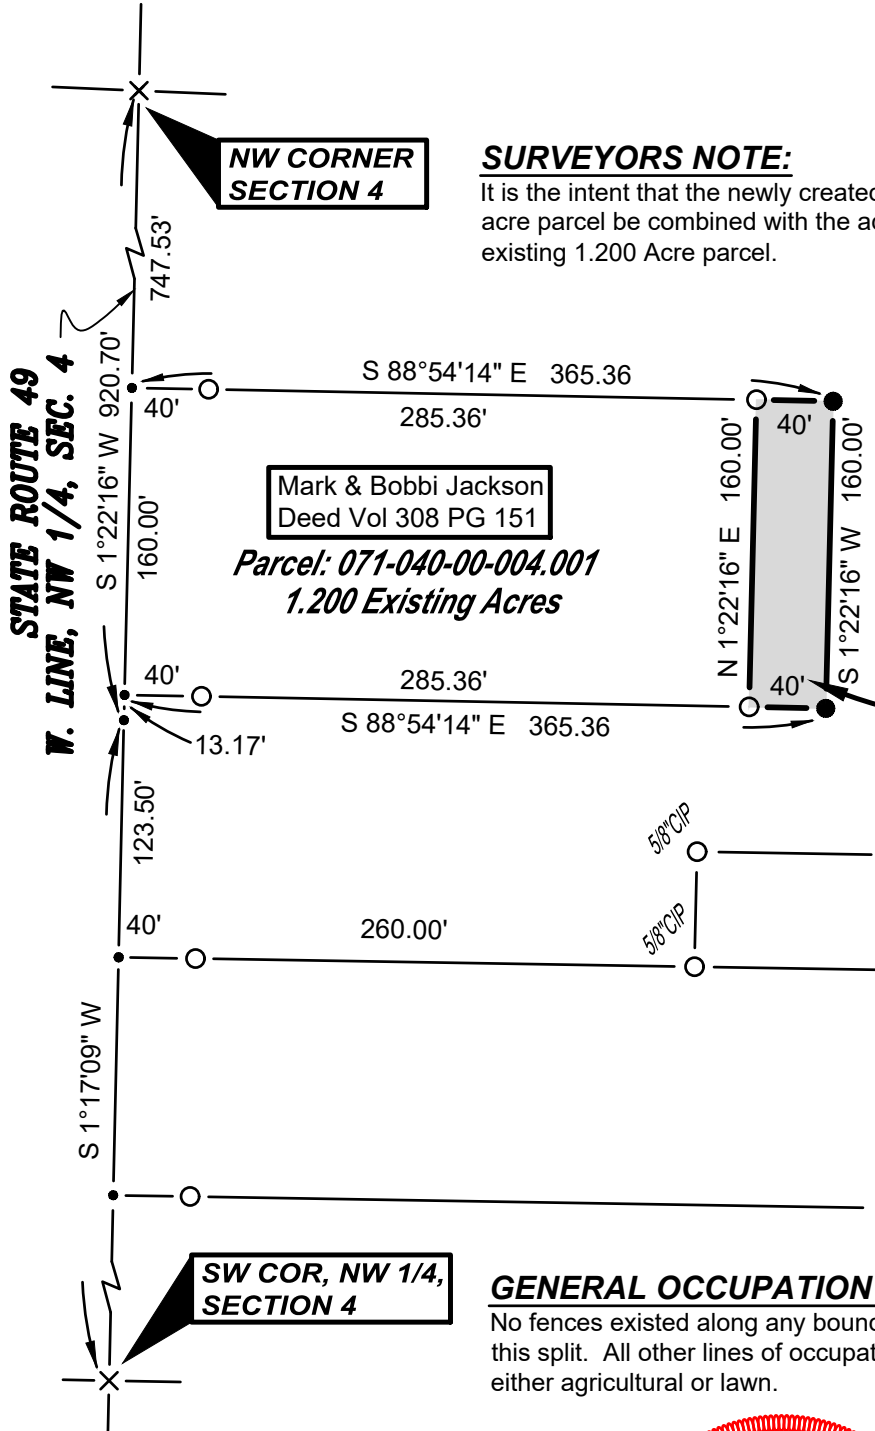 NW CORNER
SECTION 4
SURVEYORS NOTE:
It is the intent that the newly created
acre parcel be combined with the
existing 1.200 Acre parcel.
747.53'
STATE ROUTE 49
W. LINE, NW 1/4, SEC. 4
S 1°22'16" W 920.70'
S 88°54'14" E 365.36
40'
285.36'
40'
160.00'
Mark & Bobbi Jackson
Deed Vol 308 PG 151
Parcel: 071-040-00-004.001
1.200 Existing Acres
N 1°22'16" E 160.00'
S 1°22'16" W 160.00'
40'
285.36'
40'
S 88°54'14" E 365.36
13.17'
123.50'
5/8"CIP
5/8"CIP
40'
260.00'
S 1°17'09" W
SW COR, NW 1/4,
SECTION 4
GENERAL OCCUPATION
No fences existed along any
this split. All other lines of
either agricultural or lawn.